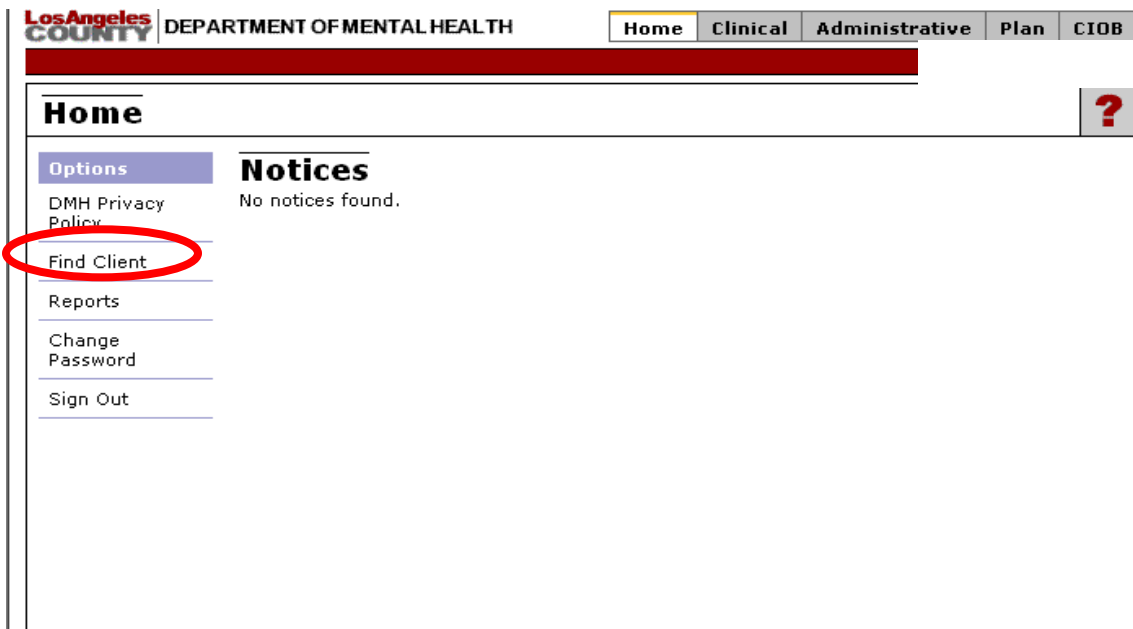 Los Angeles
COUNTY
DEPARTMENT OF MENTAL HEALTH
Home Clinical Administrative Plan CIOB
Home
?
Options
DMH Privacy
Policy
Find Client
Reports
Change
Password
Sign Out
Notices
No notices found.